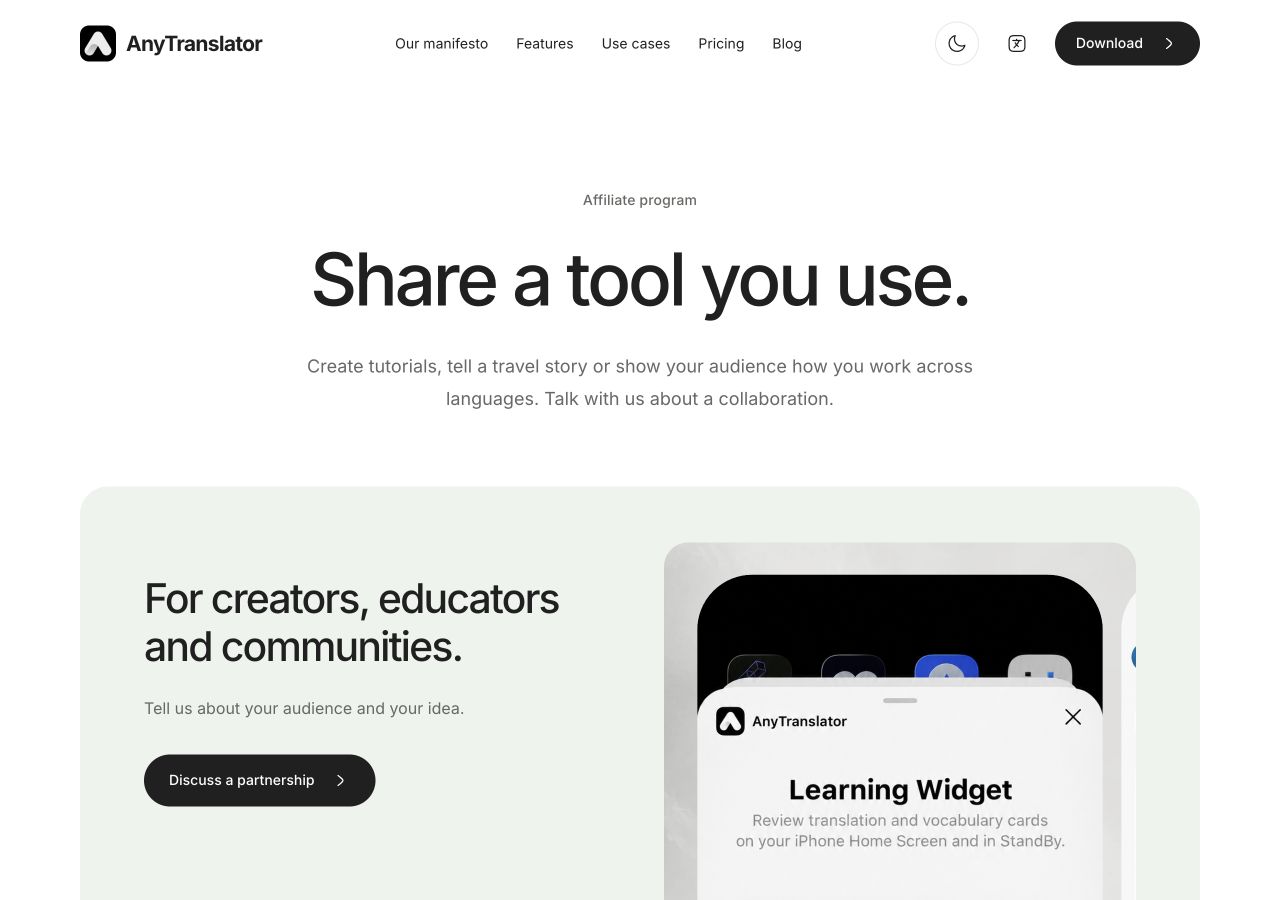 AnyTranslator
Our manifesto
Features
Use cases
Pricing
Blog
Download
Affiliate program
Share a tool you use.
Create tutorials, tell a travel story or show your audience how you work across
languages. Talk with us about a collaboration.
For creators, educators
and communities.
Tell us about your audience and your idea.
Discuss a partnership
AnyTranslator
Learning Widget
Review translation and vocabulary cards
on your iPhone Home Screen and in StandBy.